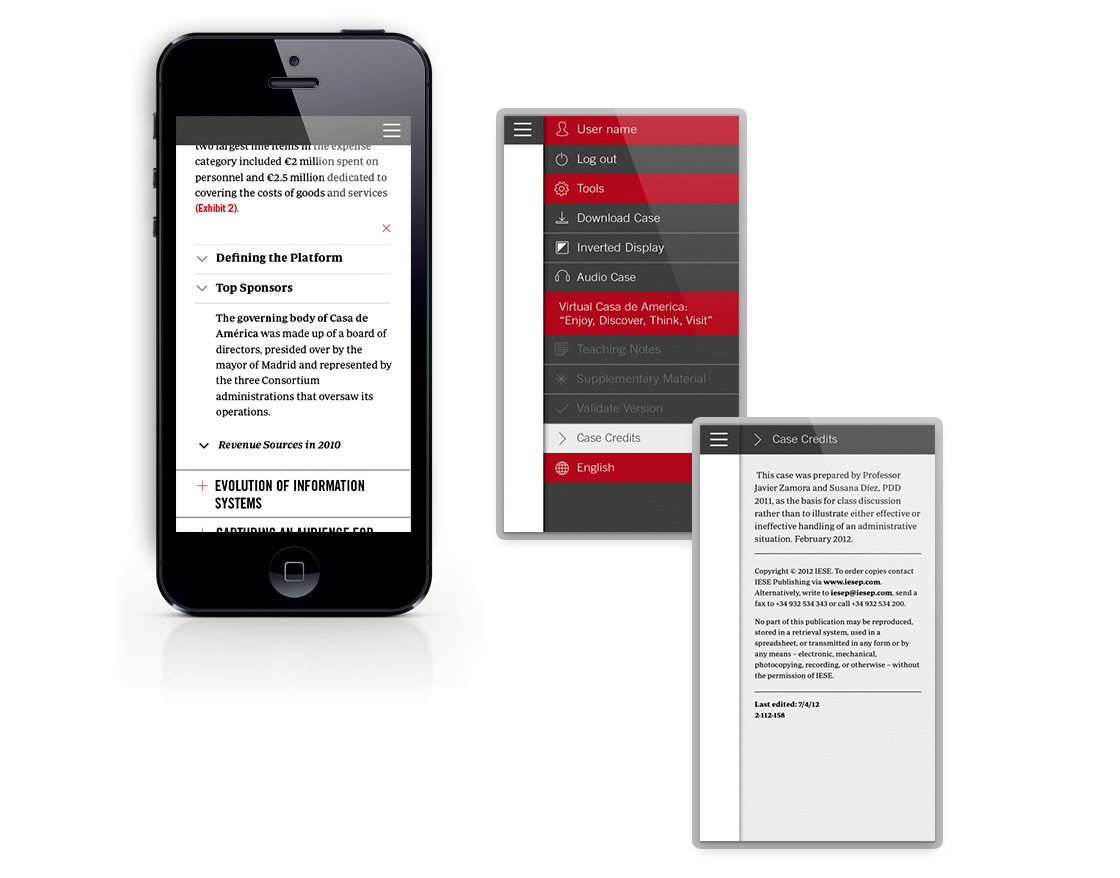 two largest line items in the expense
category included €2 million spent on
personnel and €2.5 million dedicated to
covering the costs of goods and services
(Exhibit 2).
Defining the Platform
Top Sponsors
The governing body of Casa de
América was made up of a board of
directors, presided over by the
mayor of Madrid and represented by
the three Consortium
administrations that oversaw its
operations.
Revenue Sources in 2010
EVOLUTION OF INFORMATION
SYSTEMS
CAPTURING AN AUDIENCE FOR
User name
Log out
Tools
Download Case
Inverted Display
Audio Case
Virtual Casa de America:
“Enjoy, Discover, Think, Visit”
Teaching Notes
Supplementary Material
Validate Version
Case Credits
English
Case Credits
This case was prepared by Professor
Javier Zamora and Susana Díez, PDD
2011, as the basis for class discussion
rather than to illustrate either effective or
ineffective handling of an administrative
situation. February 2012.
Copyright © 2012 IESE. To order copies contact
IESE Publishing via www.iesep.com.
Alternatively, write to iesep@iesep.com, send a
fax to +34 932 534 343 or call +34 932 534 200.
No part of this publication may be reproduced,
stored in a retrieval system, used in a
spreadsheet, or transmitted in any form or by
any means – electronic, mechanical,
photocopying, recording, or otherwise – without
the permission of IESE.
Last edited: 7/4/12
2-112-158